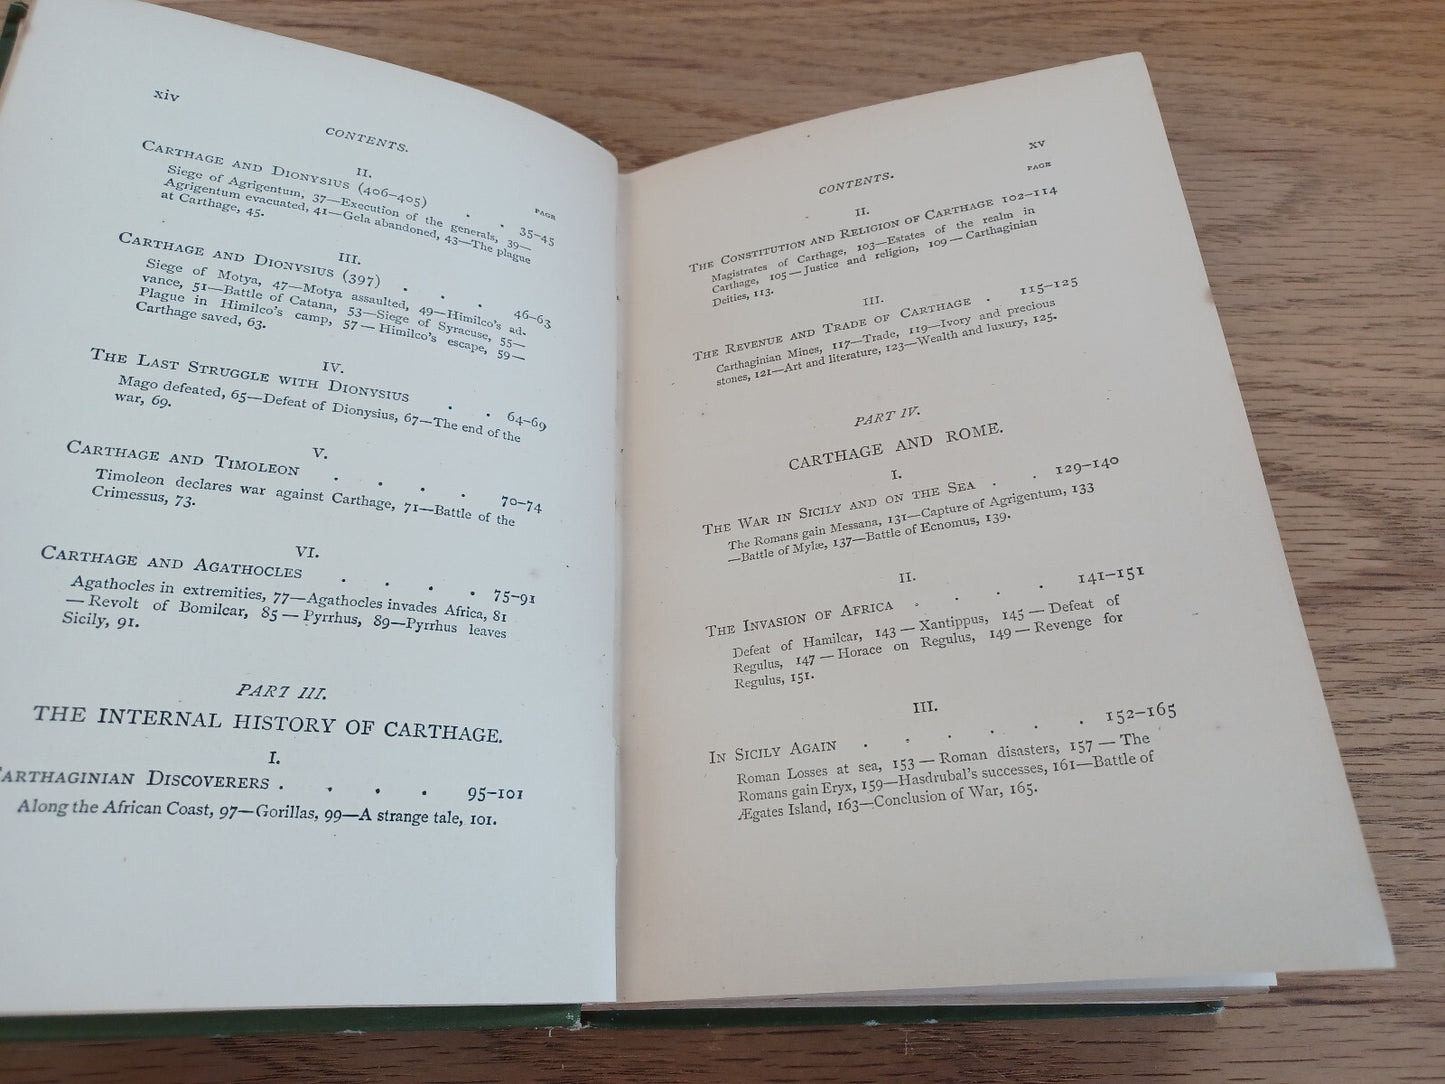 xiv
CONTENTS.
II.
PAGE
CARTHAGE AND DIONYSIUS (406–405) . . 35–45
Siege of Agrigentum, 37—Execution of the generals, 39—
Agrigentum evacuated, 41—Gela abandoned, 43—The plague
at Carthage, 45.
III.
CARTHAGE AND DIONYSIUS (397) . . . 46–63
Siege of Motya, 47—Motya assaulted, 49—Himilco's ad-
vance, 51—Battle of Catana, 53—Siege of Syracuse, 55—
Plague in Himilco's camp, 57—Himilco's escape, 59—
Carthage saved, 63.
IV.
THE LAST STRUGGLE WITH DIONYSIUS . . 64–69
Mago defeated, 65—Defeat of Dionysius, 67—The end of the
war, 69.
V.
CARTHAGE AND TIMOLEON . . . . 70–74
Timoleon declares war against Carthage, 71—Battle of the
Crimessus, 73.
VI.
CARTHAGE AND AGATHOCLES . . . . 75–91
Agathocles in extremities, 77—Agathocles invades Africa, 81
—Revolt of Bomilcar, 85—Pyrrhus, 89—Pyrrhus leaves
Sicily, 91.
PART III.
THE INTERNAL HISTORY OF CARTHAGE.
I.
CARTHAGINIAN DISCOVERERS . . . . 95–101
Along the African Coast, 97—Gorillas, 99—A strange tale, 101.
xv
CONTENTS.
PAGE
II.
THE CONSTITUTION AND RELIGION OF CARTHAGE 102–114
Magistrates of Carthage, 103—Estates of the realm in
Carthage, 105—Justice and religion, 109—Carthaginian
Deities, 113.
III.
THE REVENUE AND TRADE OF CARTHAGE . 115–125
Carthaginian Mines, 117—Trade, 119—Ivory and precious
stones, 121—Art and literature, 123—Wealth and luxury, 125.
PART IV.
CARTHAGE AND ROME.
I.
THE WAR IN SICILY AND ON THE SEA . . 129–140
The Romans gain Messana, 131—Capture of Agrigentum, 133
—Battle of Mylæ, 137—Battle of Ecnomus, 139.
II.
THE INVASION OF AFRICA . . . . 141–151
Defeat of Hamilcar, 143—Xantippus, 145—Defeat of
Regulus, 147—Horace on Regulus, 149—Revenge for
Regulus, 151.
III.
IN SICILY AGAIN . . . . . . 152–165
Roman Losses at sea, 153—Roman disasters, 157—The
Romans gain Eryx, 159—Hasdrubal's successes, 161—Battle of
Ægates Island, 163—Conclusion of War, 165.